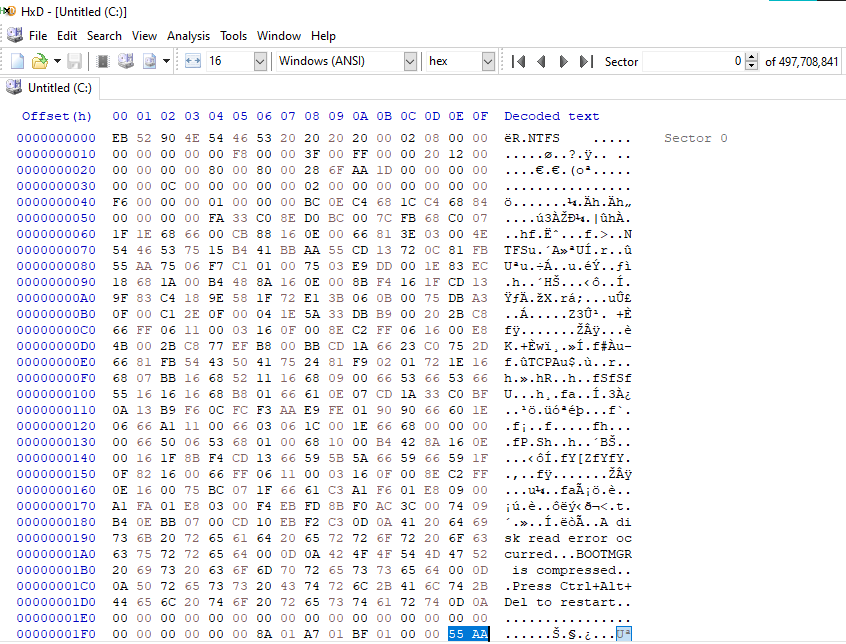 HxD - [Untitled (C:)]
File Edit Search View Analysis Tools Window Help
16 Windows (ANSI) hex Sector 0 of 497,708,841
Untitled (C:)
Offset(h) 00 01 02 03 04 05 06 07 08 09 0A 0B 0C 0D 0E 0F Decoded text
0000000000 EB 52 90 4E 54 46 53 20 20 20 20 00 02 08 00 00 ëR.NTFS ..... Sector 0
0000000010 00 00 00 00 00 F8 00 00 3F 00 FF 00 00 20 12 00 .....ø..?.ÿ.. ..
0000000020 00 00 00 00 80 00 80 00 28 6F AA 1D 00 00 00 00 ....€.€.(oª.....
0000000030 00 00 0C 00 00 00 00 00 02 00 00 00 00 00 00 00 ................
0000000040 F6 00 00 00 01 00 00 00 BC 0E C4 68 1C C4 68 84 ö.......¼.Äh.Äh„
0000000050 00 00 00 00 FA 33 C0 8E D0 BC 00 7C FB 68 C0 07 ....ú3ÀŽÐ¼.|ûhÀ.
0000000060 1F 1E 68 66 00 CB 88 16 0E 00 66 81 3E 03 00 4E ..hf.Ëˆ...f.>..N
0000000070 54 46 53 75 15 B4 41 BB AA 55 CD 13 72 0C 81 FB TFSu.´A»ªUÍ.r..û
0000000080 55 AA 75 06 F7 C1 01 00 75 03 E9 DD 00 1E 83 EC Uªu.÷Á..u.éÝ..ƒì
0000000090 18 68 1A 00 B4 48 8A 16 0E 00 8B F4 16 1F CD 13 .h..´HŠ...‹ô..Í.
00000000A0 9F 83 C4 18 9E 58 1F 72 E1 3B 06 0B 00 75 DB A3 ŸƒÄ.žX.rá;...uÛ£
00000000B0 0F 00 C1 2E 0F 00 04 1E 5A 33 DB B9 00 20 2B C8 ..Á.....Z3Û¹. +È
00000000C0 66 FF 06 11 00 03 16 0F 00 8E C2 FF 06 16 00 E8 fÿ.......ŽÂÿ...è
00000000D0 4B 00 2B C8 77 EF B8 00 BB CD 1A 66 23 C0 75 2D K.+Èwï¸.»Í.f#Àu-
00000000E0 66 81 FB 54 43 50 41 75 24 81 F9 02 01 72 1E 16 f.ûTCPAu$.ù..r..
00000000F0 68 07 BB 16 68 52 11 16 68 09 00 66 53 66 53 66 h.».hR..h..fSfSf
0000000100 55 16 16 16 68 B8 01 66 61 0E 07 CD 1A 33 C0 BF U...h¸.fa..Í.3À¿
0000000110 0A 13 B9 F6 0C FC F3 AA E9 FE 01 90 90 66 60 1E ..¹ö.üóªéþ...f`.
0000000120 06 66 A1 11 00 66 03 06 1C 00 1E 66 68 00 00 00 .f¡..f.....fh...
0000000130 00 66 50 06 53 68 01 00 68 10 00 B4 42 8A 16 0E .fP.Sh..h..´BŠ..
0000000140 00 16 1F 8B F4 CD 13 66 59 5B 5A 66 59 66 59 1F ...‹ôÍ.fY[ZfYfY.
0000000150 0F 82 16 00 66 FF 06 11 00 03 16 0F 00 8E C2 FF .‚..fÿ.......ŽÂÿ
0000000160 0E 16 00 75 BC 07 1F 66 61 C3 A1 F6 01 E8 09 00 ...u¼..faÃ¡ö.è..
0000000170 A1 FA 01 E8 03 00 F4 EB FD 8B F0 AC 3C 00 74 09 ¡ú.è..ôëý‹ð¬<.t.
0000000180 B4 0E BB 07 00 CD 10 EB F2 C3 0D 0A 41 20 64 69 ´.»..Í.ëòÃ..A di
0000000190 73 6B 20 72 65 61 64 20 65 72 72 6F 72 20 6F 63 sk read error oc
00000001A0 63 75 72 72 65 64 00 0D 0A 42 4F 4F 54 4D 47 52 curred...BOOTMGR
00000001B0 20 69 73 20 63 6F 6D 70 72 65 73 73 65 64 00 0D is compressed..
00000001C0 0A 50 72 65 73 73 20 43 74 72 6C 2B 41 6C 74 2B .Press Ctrl+Alt+
00000001D0 44 65 6C 20 74 6F 20 72 65 73 74 61 72 74 0D 0A Del to restart..
00000001E0 00 00 00 00 00 00 00 00 00 00 00 00 00 00 00 00 ................
00000001F0 00 00 00 00 00 00 8A 01 A7 01 BF 01 00 00 55 AA ......Š.§.¿...Uª